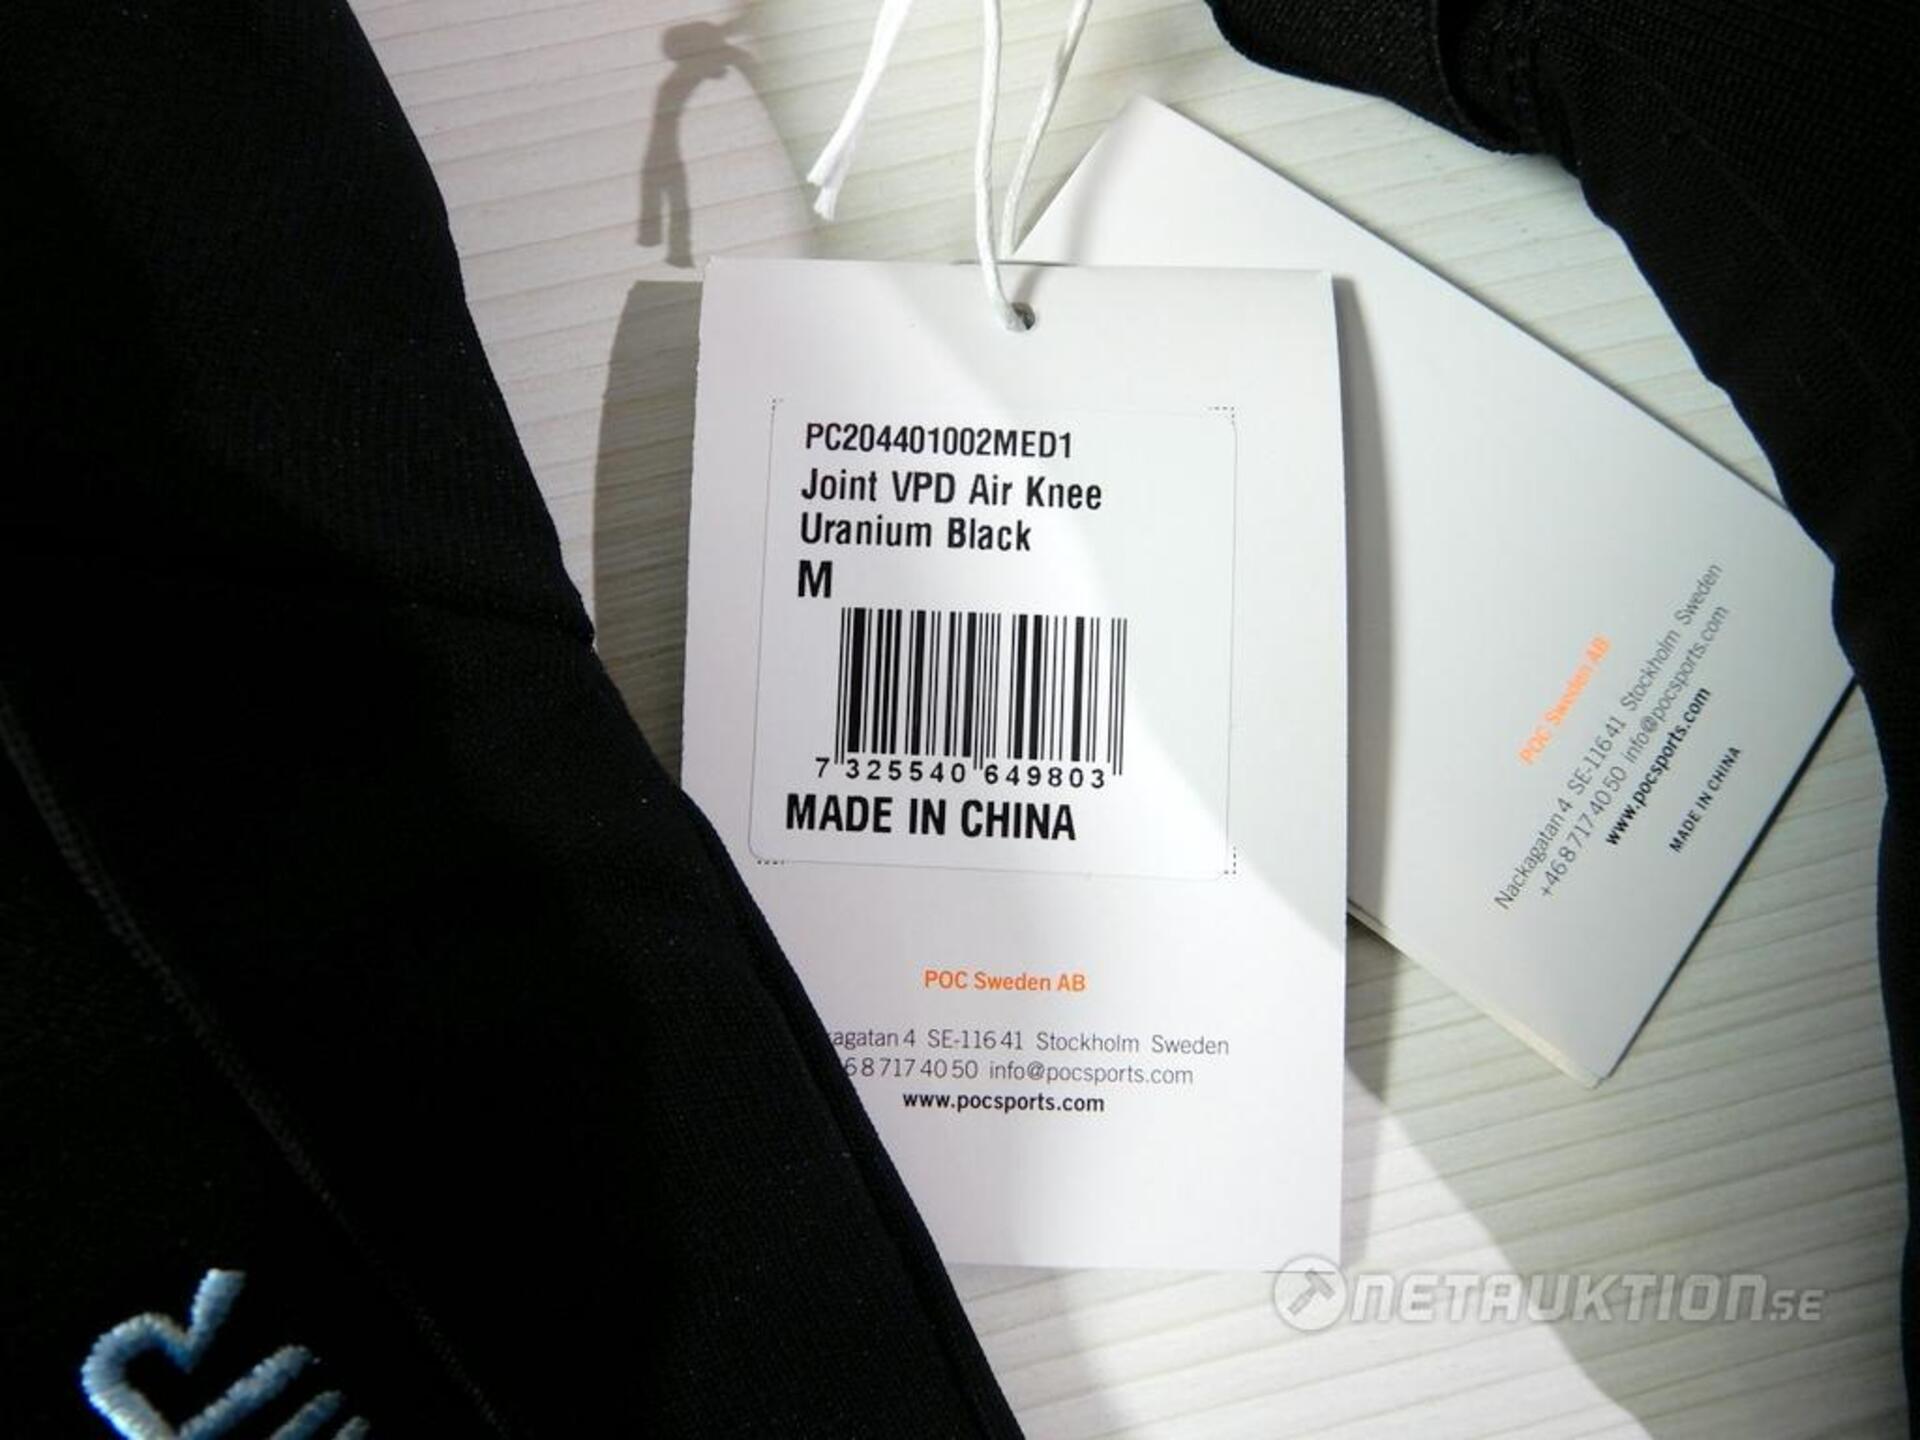 PC204401002MED1
Joint VPD Air Knee
Uranium Black
M
7 325540 649803
MADE IN CHINA
POC Sweden AB
SE-116 41 Stockholm Sweden
8 717 40 50 info@pocsports.com
www.pocsports.com
POC Sweden AB
Nackagatan 4 SE-116 41 Stockholm Sweden
+46 8 717 40 50 info@pocsports.com
www.pocsports.com
MADE IN CHINA
NETAUKTION.SE